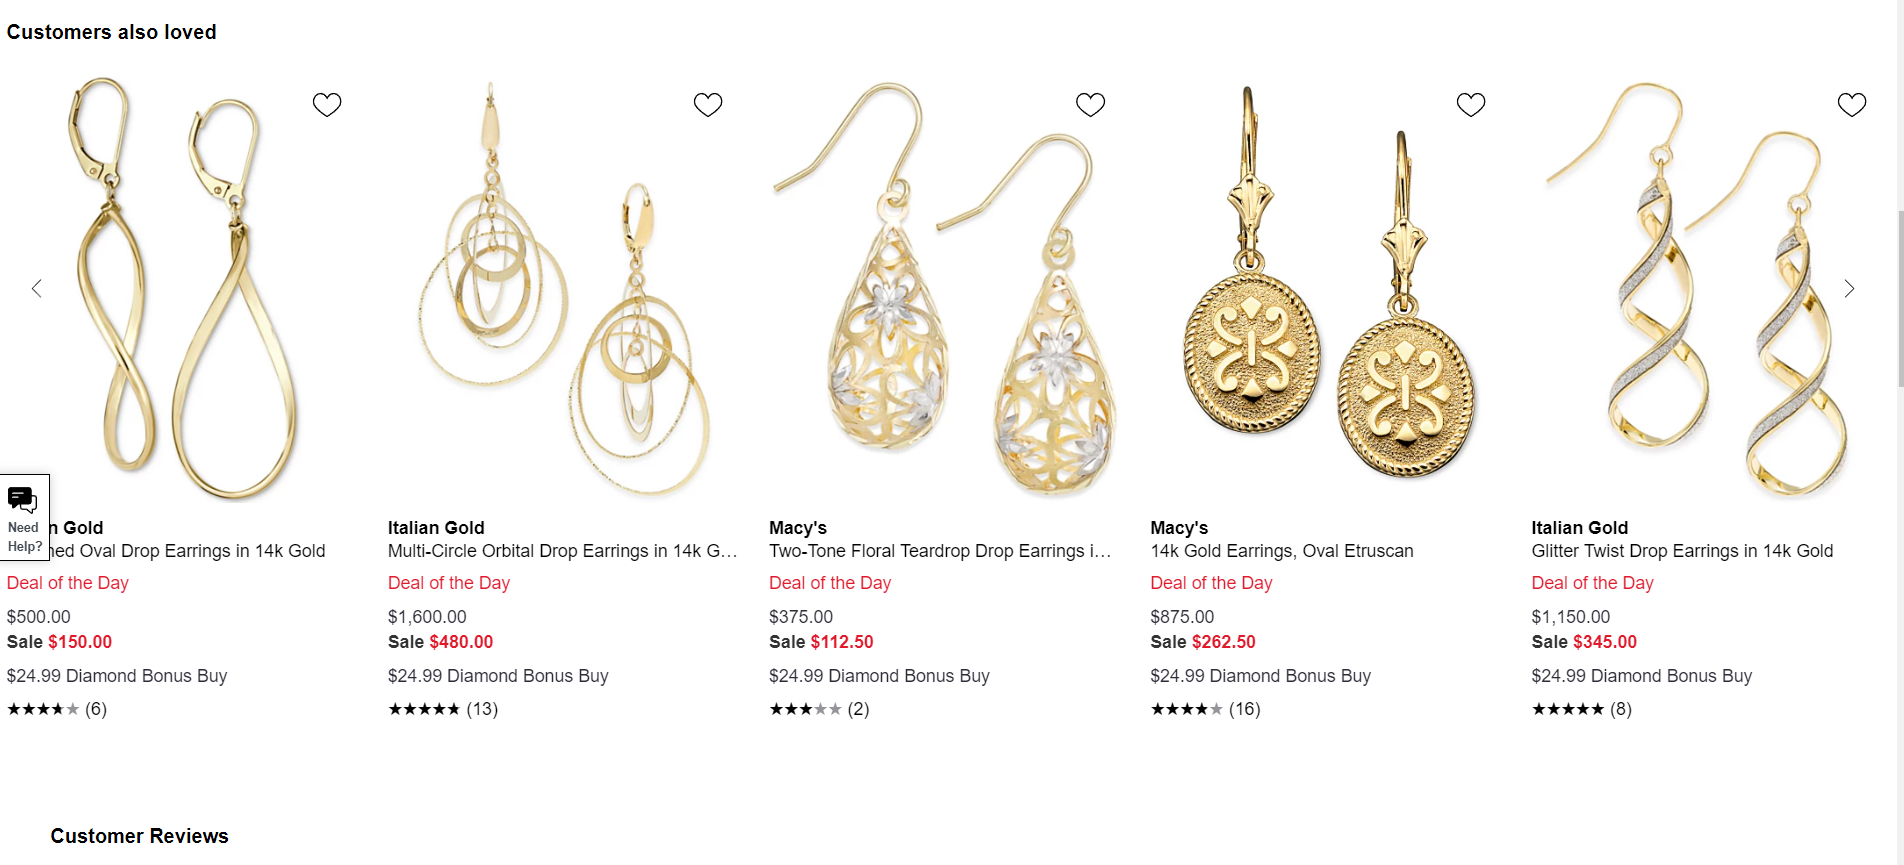 Customers also loved
n Gold
ned Oval Drop Earrings in 14k Gold
Deal of the Day
$500.00
Sale $150.00
$24.99 Diamond Bonus Buy
(6)
Italian Gold
Multi-Circle Orbital Drop Earrings in 14k G...
Deal of the Day
$1,600.00
Sale $480.00
$24.99 Diamond Bonus Buy
(13)
Macy's
Two-Tone Floral Teardrop Drop Earrings i...
Deal of the Day
$375.00
Sale $112.50
$24.99 Diamond Bonus Buy
(2)
Macy's
14k Gold Earrings, Oval Etruscan
Deal of the Day
$875.00
Sale $262.50
$24.99 Diamond Bonus Buy
(16)
Italian Gold
Glitter Twist Drop Earrings in 14k Gold
Deal of the Day
$1,150.00
Sale $345.00
$24.99 Diamond Bonus Buy
(8)
Need
Help?
Customer Reviews